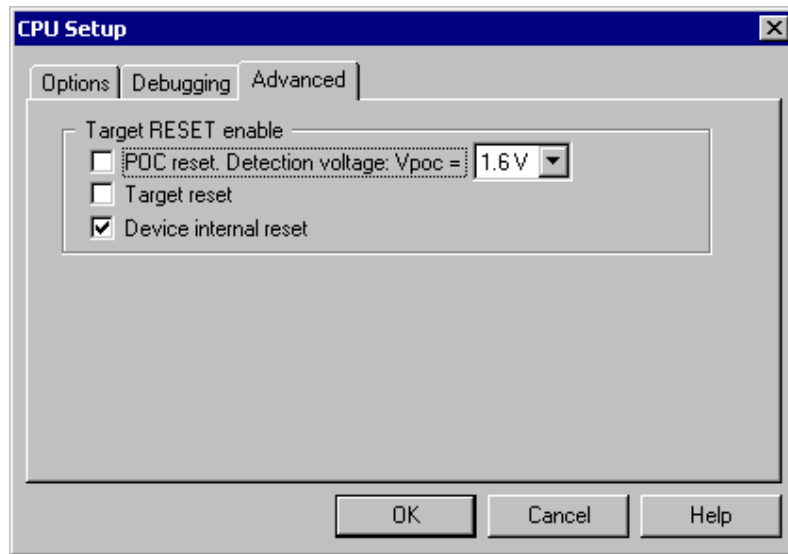 CPU Setup
Options Debugging Advanced
Target RESET enable
POC reset. Detection voltage: Vpoc = 1.6 V
Target reset
Device internal reset
OK Cancel Help